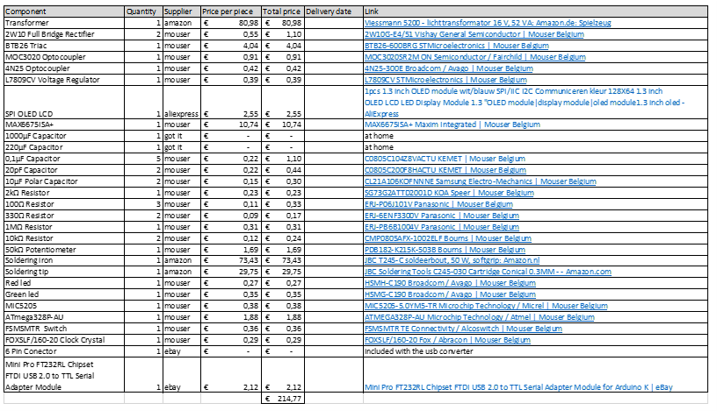 Component Quantity Supplier Price per piece Total price Delivery date Link
Transformer 1 amazon € 80,98 € 80,98 Viessmann 5200 - lichttransformator 16 V, 52 VA: Amazon.de: Spielzeug
2W10 Full Bridge Rectifier 2 mouser € 0,55 € 1,10 2W10G-E4/51 Vishay General Semiconductor | Mouser Belgium
BTB26 Triac 1 mouser € 4,04 € 4,04 BTB26-600BRG STMicroelectronics | Mouser Belgium
MOC3020 Optocoupler 1 mouser € 0,91 € 0,91 MOC3020SR2M ON Semiconductor / Fairchild | Mouser Belgium
4N25 Optocoupler 1 mouser € 0,42 € 0,42 4N25-300E Broadcom / Avago | Mouser Belgium
L7809CV Voltage Regulator 1 mouser € 0,39 € 0,39 L7809CV STMicroelectronics | Mouser Belgium
1pcs 1.3 inch OLED module wit/blauw SPI/IIC I2C Communiceren kleur 128X64 1.3 inch
OLED LCD LED Display Module 1.3 "OLED module|display module|oled module1.3 inch oled -
SPI OLED LCD 1 aliexpress € 2,55 € 2,55 AliExpress
MAX6675ISA+ 1 mouser € 10,74 € 10,74 MAX6675ISA+ Maxim Integrated | Mouser Belgium
1000µF Capacitor 1 got it € - € - at home
220µF Capacitor 1 got it € - € - at home
0,1µF Capacitor 5 mouser € 0,22 € 1,10 C0805C104Z8VACTU KEMET | Mouser Belgium
20pF Capacitor 2 mouser € 0,22 € 0,44 C0805C200F8HACTU KEMET | Mouser Belgium
10µF Polar Capacitor 2 mouser € 0,15 € 0,30 CL21A106KOFNNNE Samsung Electro-Mechanics | Mouser Belgium
2kΩ Resistor 1 mouser € 0,23 € 0,23 SG73G2ATTD2001D KOA Speer | Mouser Belgium
100Ω Resistor 3 mouser € 0,11 € 0,33 ERJ-P06J101V Panasonic | Mouser Belgium
330Ω Resistor 2 mouser € 0,09 € 0,17 ERJ-6ENF3300V Panasonic | Mouser Belgium
1MΩ Resistor 1 mouser € 0,31 € 0,31 ERJ-PB6B1004V Panasonic | Mouser Belgium
10kΩ Resistor 2 mouser € 0,12 € 0,24 CMP0805AFX-1002ELF Bourns | Mouser Belgium
50kΩ Potentiometer 1 mouser € 1,69 € 1,69 PDB182-K215K-503B Bourns | Mouser Belgium
Soldering iron 1 amazon € 73,43 € 73,43 JBC T245-C soldeerbout, 50 W, softgrip: Amazon.nl
Soldering tip 1 amazon € 29,75 € 29,75 JBC Soldering Tools C245-030 Cartridge Conical 0.3MM - - Amazon.com
Red led 1 mouser € 0,27 € 0,27 HSMH-C190 Broadcom / Avago | Mouser Belgium
Green led 1 mouser € 0,35 € 0,35 HSMG-C190 Broadcom / Avago | Mouser Belgium
MIC5205 1 mouser € 0,38 € 0,38 MIC5205-5.0YM5-TR Microchip Technology / Micrel | Mouser Belgium
ATmega328P-AU 1 mouser € 1,88 € 1,88 ATMEGA328P-AU Microchip Technology / Atmel | Mouser Belgium
FSMSMTR Switch 1 mouser € 0,36 € 0,36 FSMSMTR TE Connectivity / Alcoswitch | Mouser Belgium
FOXSLF/160-20 Clock Crystal 1 mouser € 0,29 € 0,29 FOXSLF/160-20 Fox / Abracon | Mouser Belgium
6 Pin Conector 1 ebay € - € - Included with the usb converter
Mini Pro FT232RL Chipset
FTDI USB 2.0 to TTL Serial
Adapter Module 1 ebay € 2,12 € 2,12 Mini Pro FT232RL Chipset FTDI USB 2.0 to TTL Serial Adapter Module for Arduino K | eBay
€ 214,77